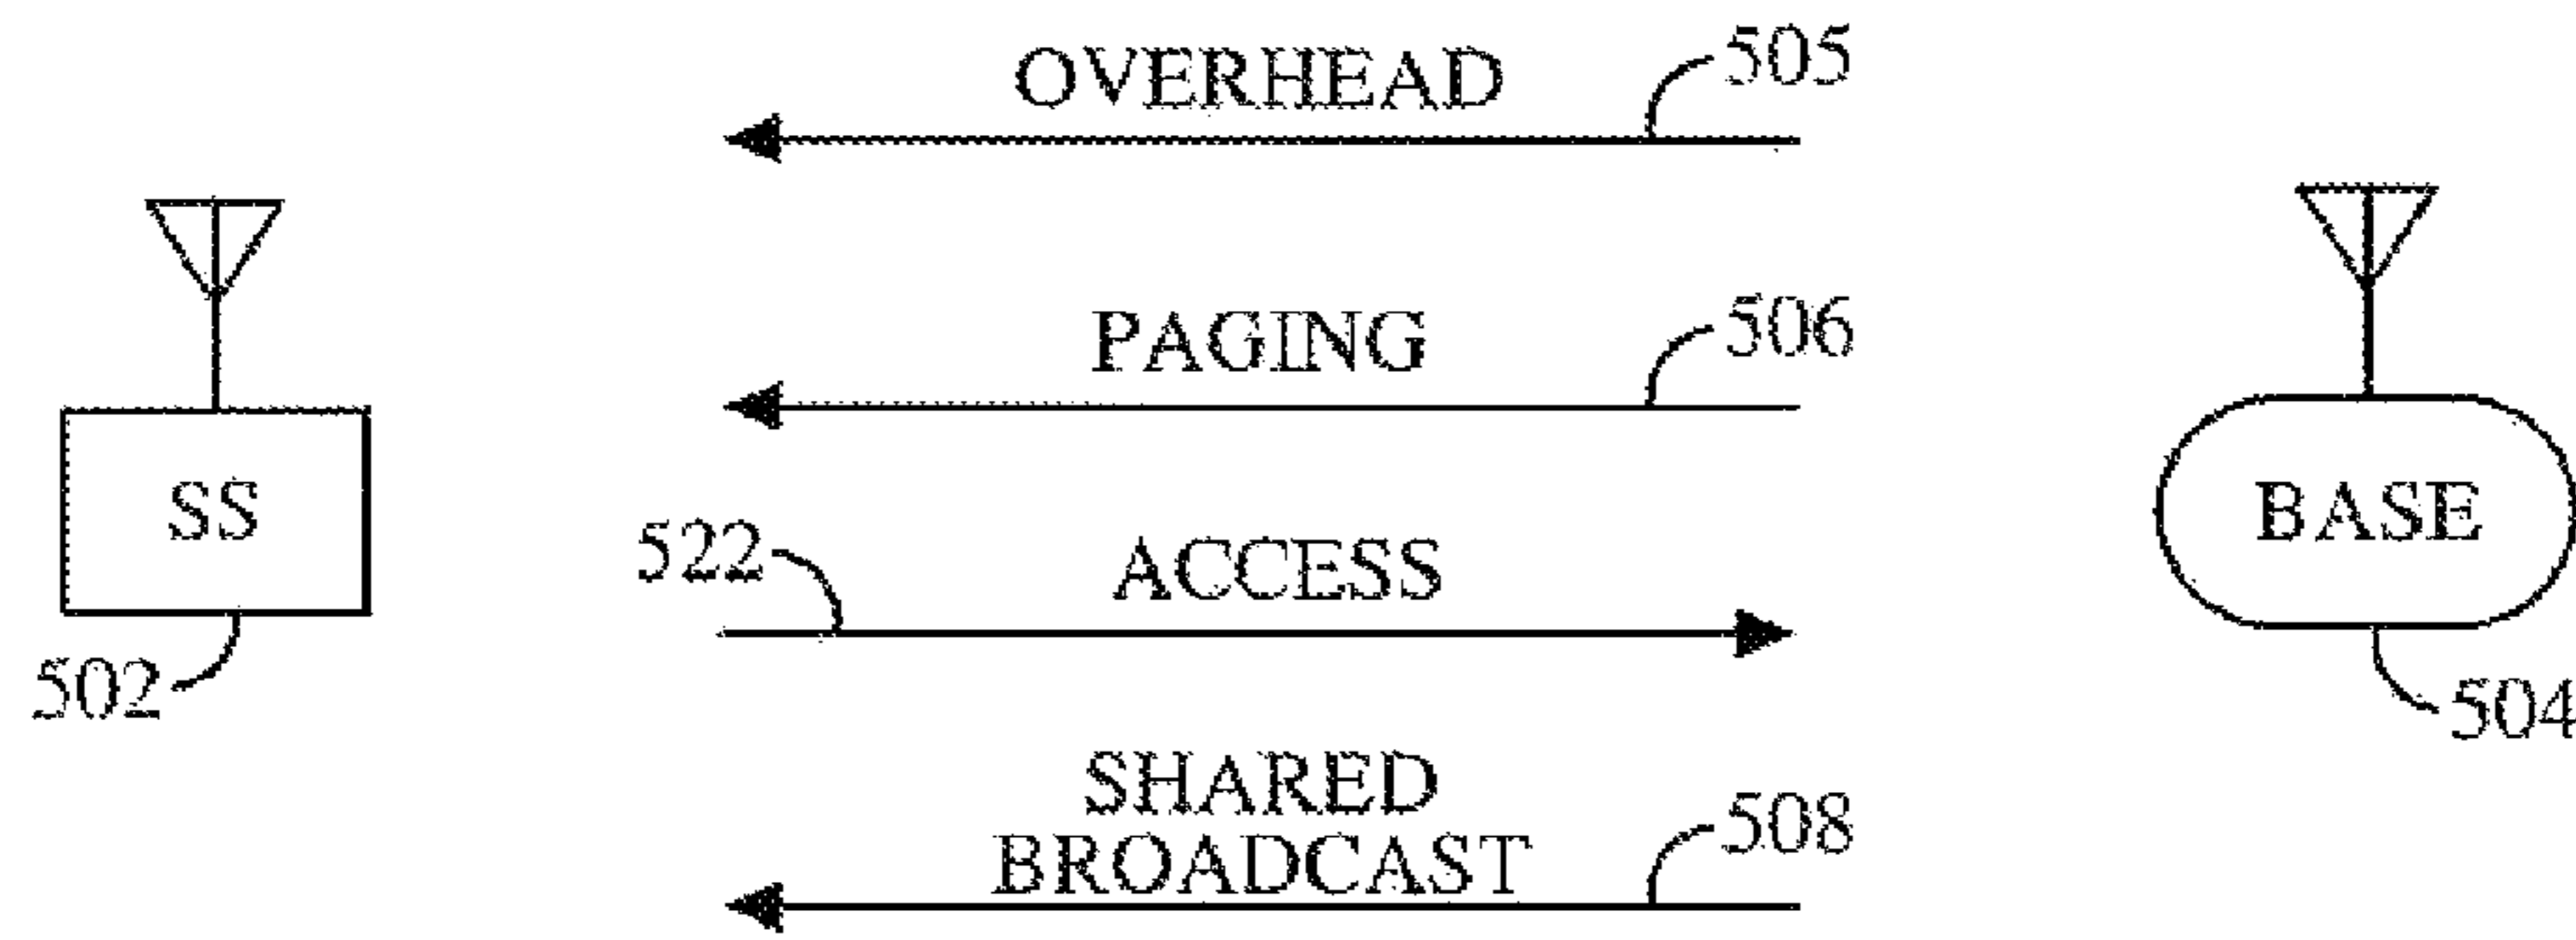 OVERHEAD
505
PAGING
506
SS
BASE
522
ACCESS
502
504
SHARED
BROADCAST
508